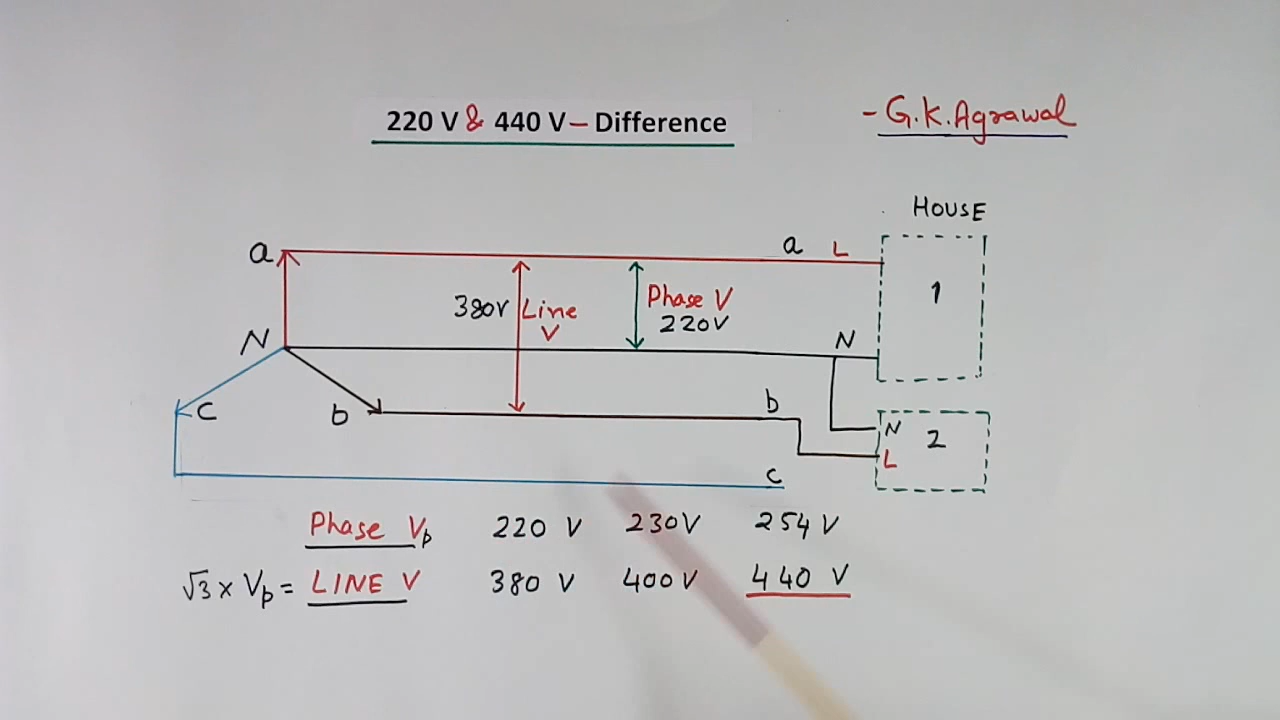 220 V & 440 V – Difference
- G.K.Agrawal
HOUSE
a
a L
1
380V Line V
Phase V
220V
N
N
C
b
b
N
2
L
c
Phase Vp 220 V 230V 254 V
√3 x Vp = LINE V 380 V 400V 440 V